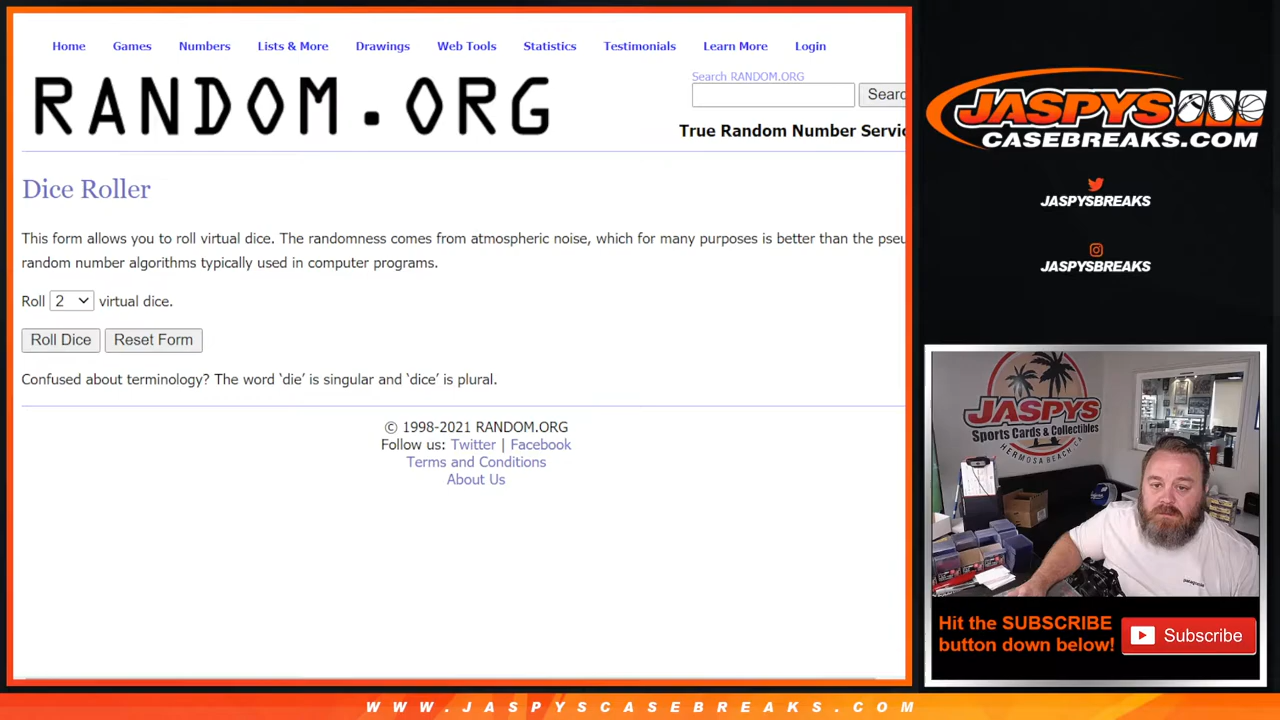 Home Games Numbers Lists & More Drawings Web Tools Statistics Testimonials Learn More Login
RANDOM.ORG
Search RANDOM.ORG
Searc
True Random Number Servic
Dice Roller
This form allows you to roll virtual dice. The randomness comes from atmospheric noise, which for many purposes is better than the pseu
random number algorithms typically used in computer programs.
Roll 2 virtual dice.
Roll Dice Reset Form
Confused about terminology? The word ‘die’ is singular and ‘dice’ is plural.
© 1998-2021 RANDOM.ORG
Follow us: Twitter | Facebook
Terms and Conditions
About Us
JASPYS
CASEBREAKS.COM
JASPYSBREAKS
JASPYSBREAKS
JASPYS
Sports Cards & Collectibles
HERMOSA BEACH, CA
patagonia
Hit the SUBSCRIBE
button down below!
Subscribe
WWW.JASPYSCASEBREAKS.COM